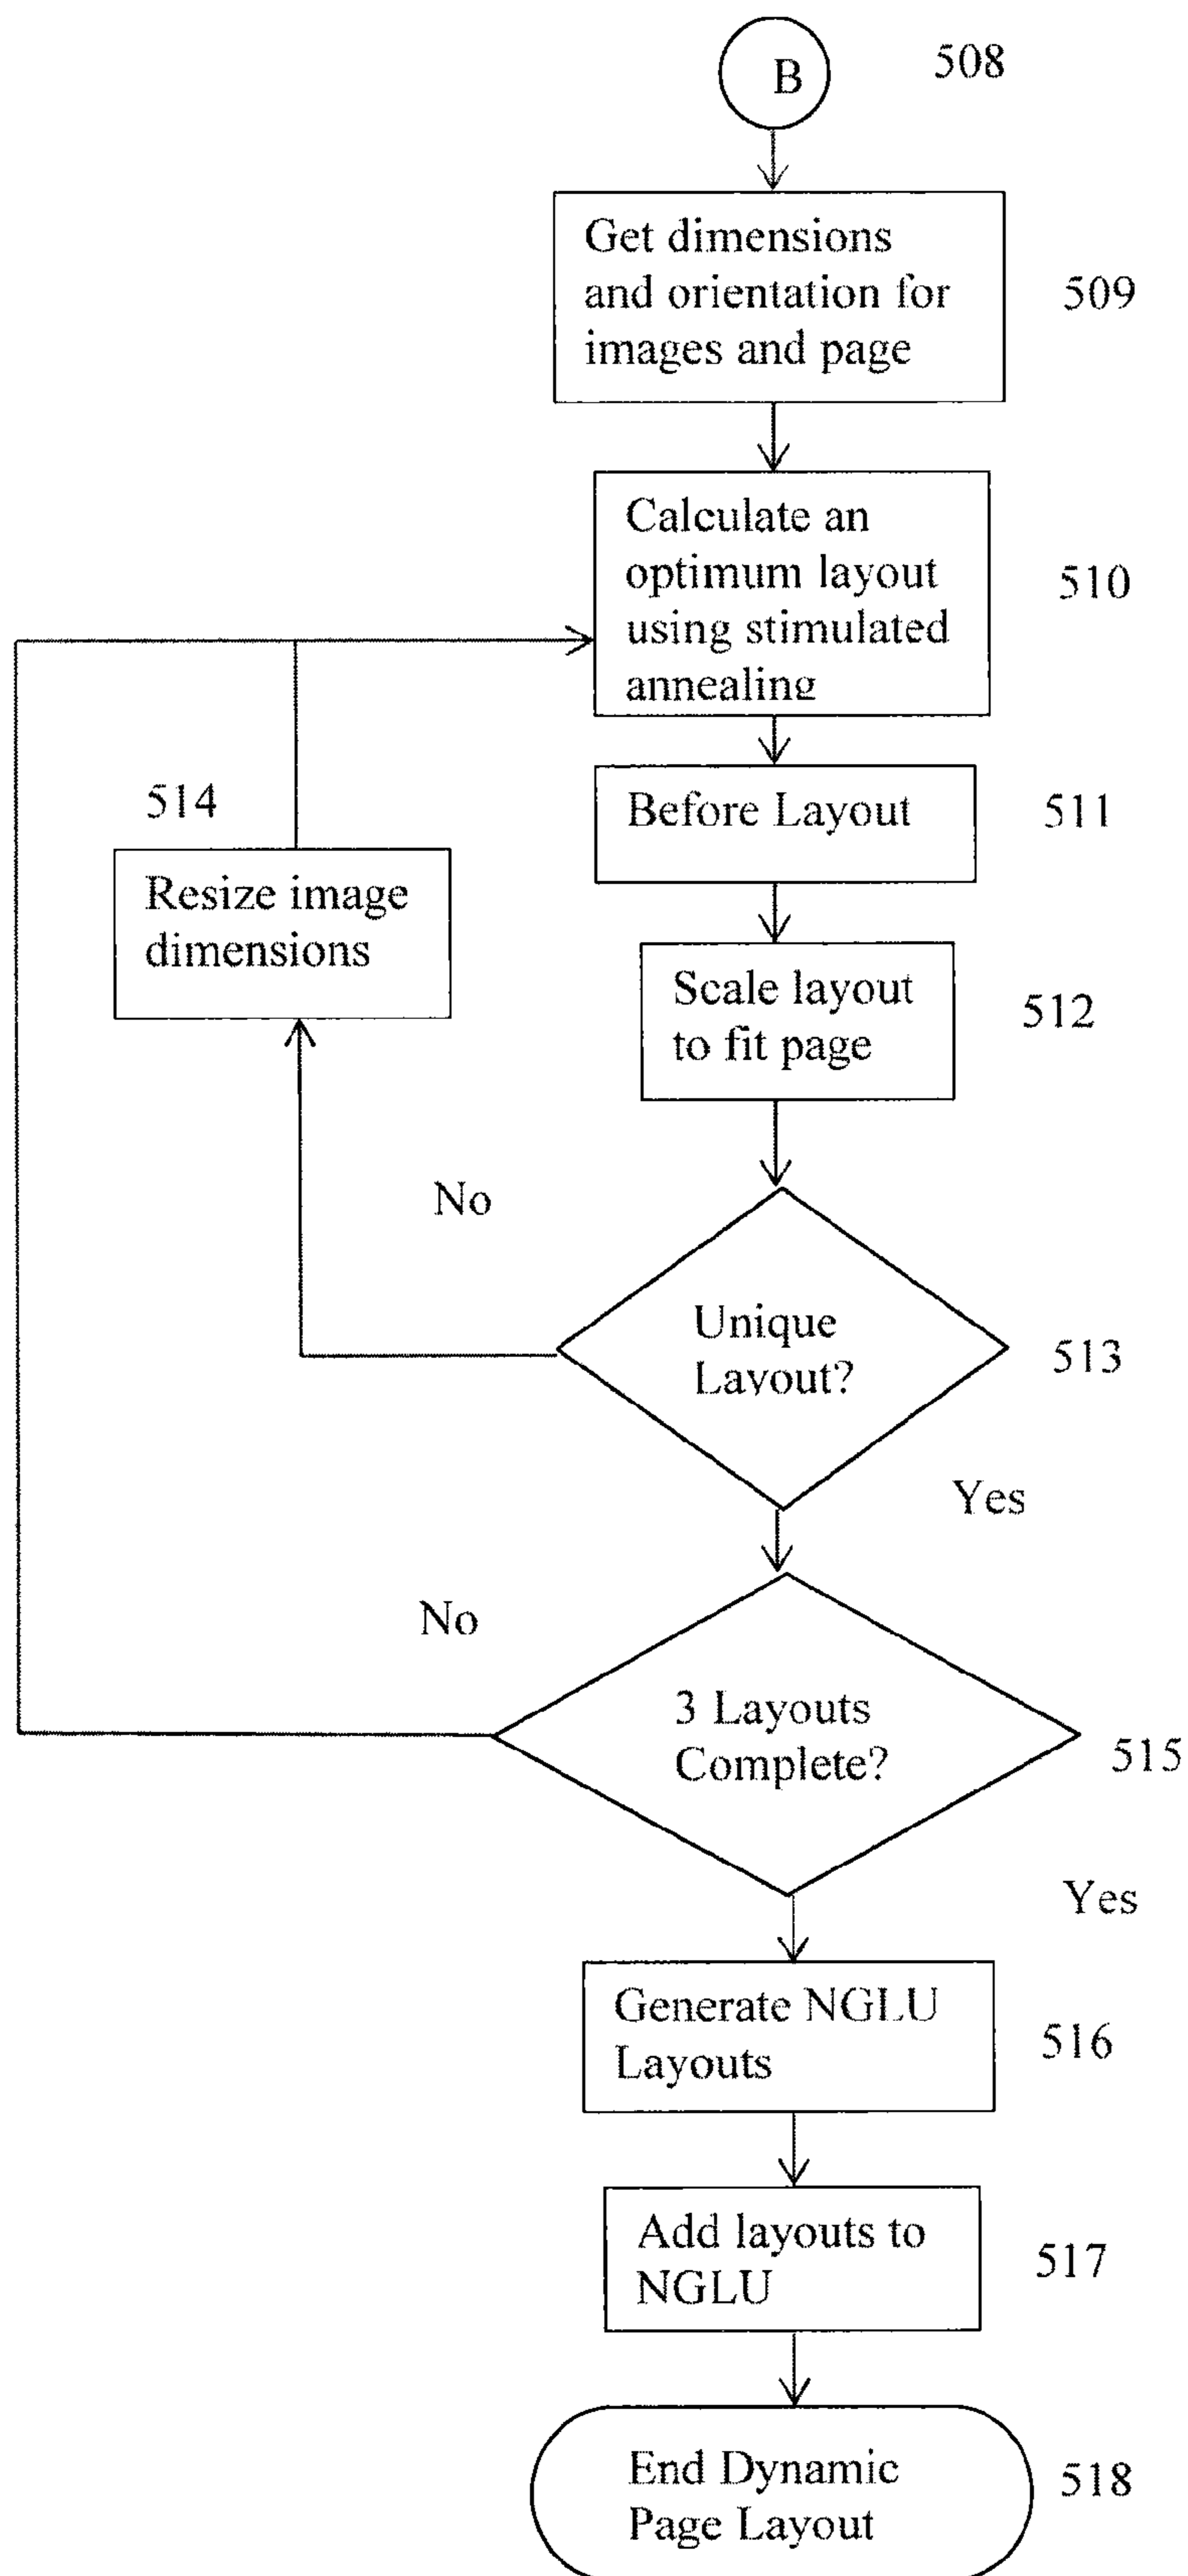 B
508
Get dimensions
and orientation for
images and page
509
Calculate an
optimum layout
using stimulated
annealing
510
Before Layout
511
514
Resize image
dimensions
Scale layout
to fit page
512
No
Unique
Layout?
513
Yes
No
3 Layouts
Complete?
515
Yes
Generate NGLU
Layouts
516
Add layouts to
NGLU
517
End Dynamic
Page Layout
518